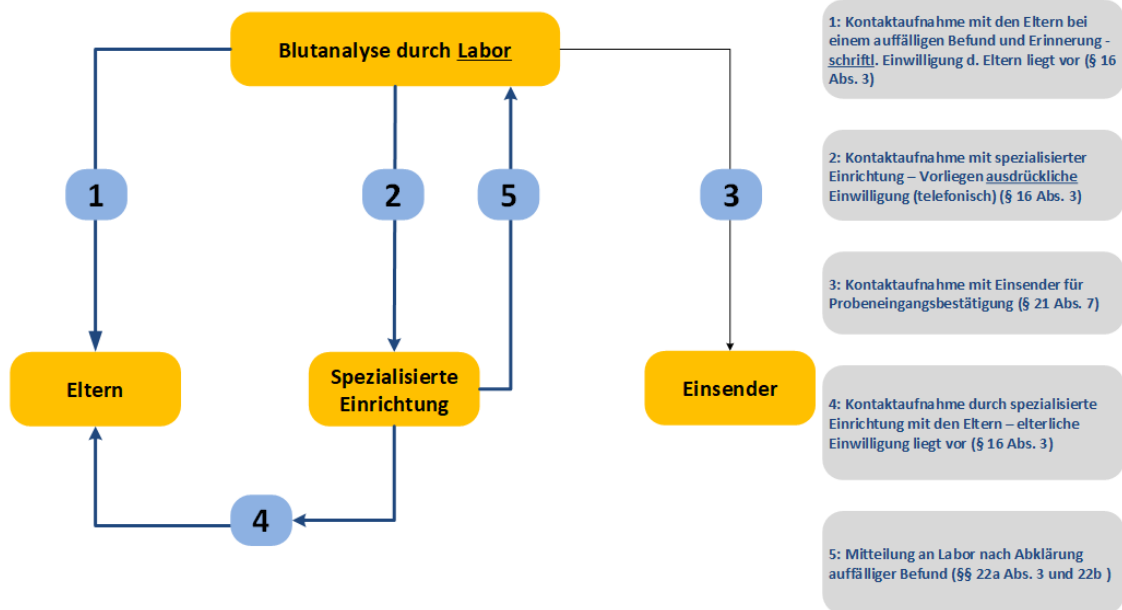 Blutanalyse durch Labor
1
2
5
3
Eltern
Spezialisierte
Einrichtung
Einsender
4
1: Kontaktaufnahme mit den Eltern bei
einem auffälligen Befund und Erinnerung -
schriftl. Einwilligung d. Eltern liegt vor (§ 16
Abs. 3)
2: Kontaktaufnahme mit spezialisierter
Einrichtung – Vorliegen ausdrückliche
Einwilligung (telefonisch) (§ 16 Abs. 3)
3: Kontaktaufnahme mit Einsender für
Probeneingangsbestätigung (§ 21 Abs. 7)
4: Kontaktaufnahme durch spezialisierte
Einrichtung mit den Eltern – elterliche
Einwilligung liegt vor (§ 16 Abs. 3)
5: Mitteilung an Labor nach Abklärung
auffälliger Befund (§§ 22a Abs. 3 und 22b )